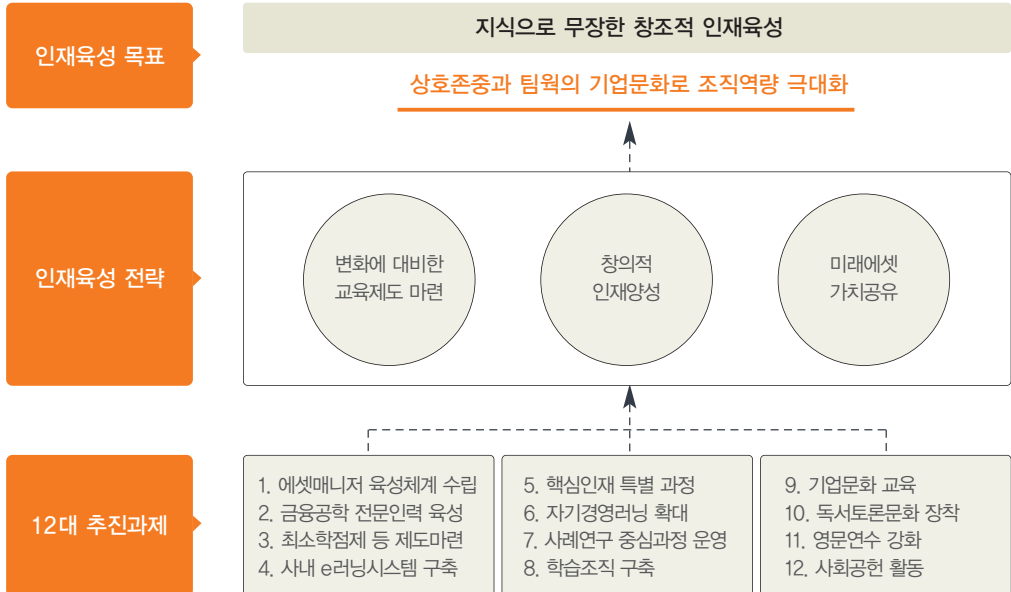 인재육성 목표
지식으로 무장한 창조적 인재육성
상호존중과 팀웍의 기업문화로 조직역량 극대화
인재육성 전략
변화에 대비한
교육제도 마련
창의적
인재양성
미래에셋
가치공유
12대 추진과제
1. 에셋매니저 육성체계 수립
2. 금융공학 전문인력 육성
3. 최소학점제 등 제도마련
4. 사내 e러닝시스템 구축
5. 핵심인재 특별 과정
6. 자기경영러닝 확대
7. 사례연구 중심과정 운영
8. 학습조직 구축
9. 기업문화 교육
10. 독서토론문화 장착
11. 영문연수 강화
12. 사회공헌 활동